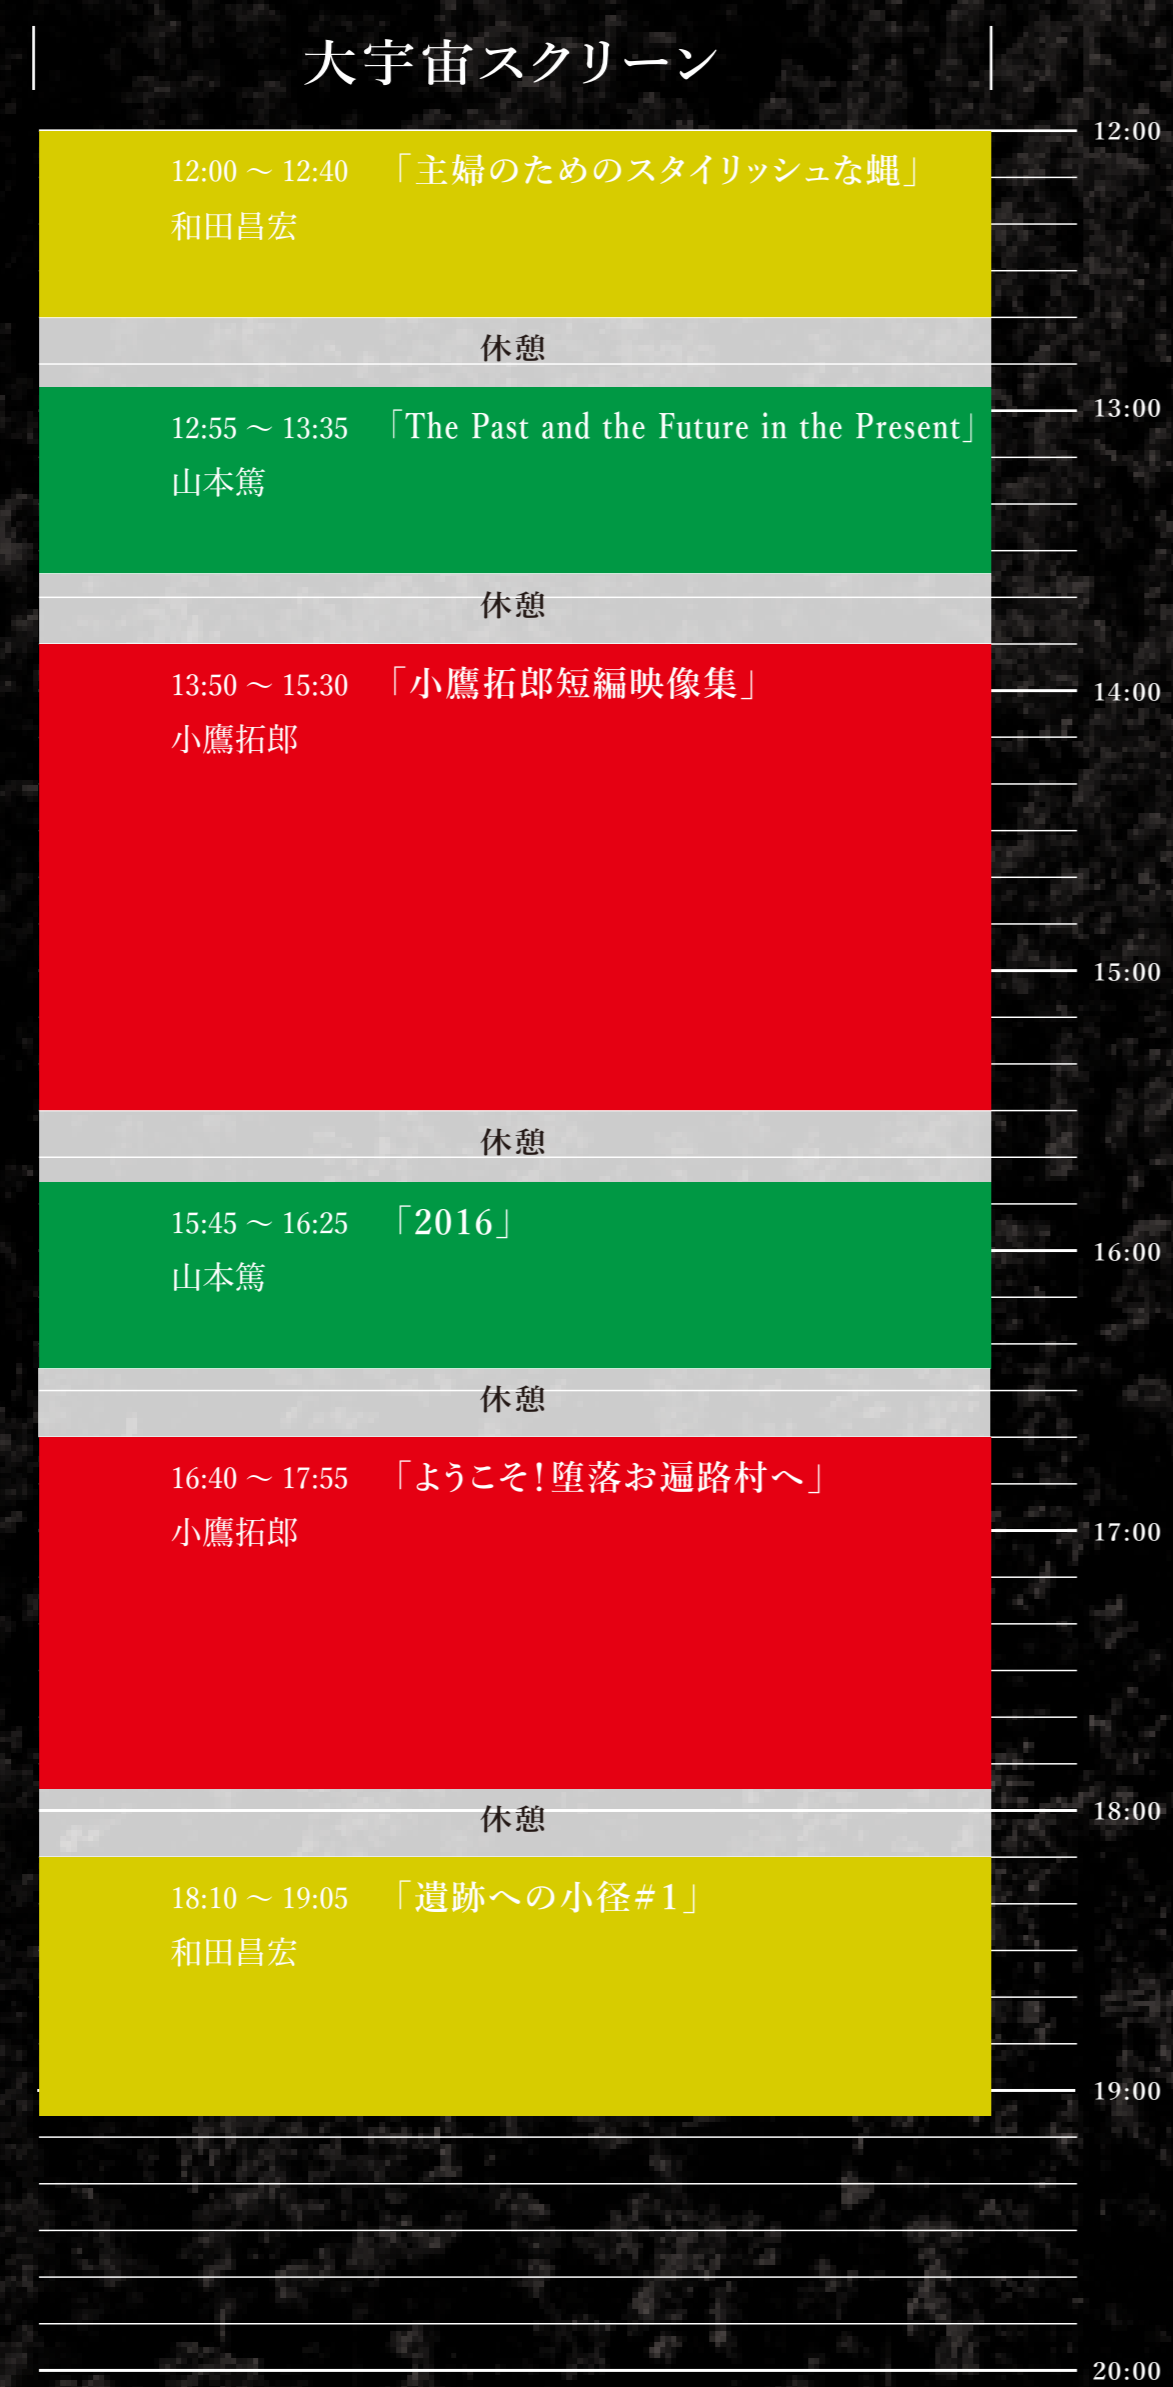 大宇宙スクリーン
12:00
12:00 ～ 12:40 「主婦のためのスタイリッシュな蝿」
和田昌宏
休憩
13:00
12:55 ～ 13:35 「The Past and the Future in the Present」
山本篤
休憩
13:50 ～ 15:30 「小鷹拓郎短編映像集」
14:00
小鷹拓郎
15:00
休憩
15:45 ～ 16:25 「2016」
16:00
山本篤
休憩
16:40 ～ 17:55 「ようこそ！堕落お遍路村へ」
17:00
小鷹拓郎
18:00
休憩
18:10 ～ 19:05 「遺跡への小径#1」
和田昌宏
19:00
20:00